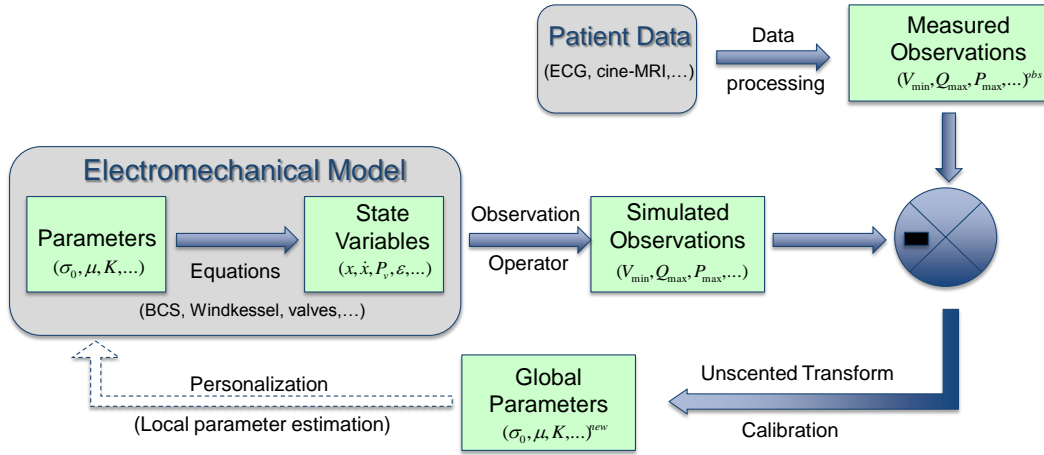 Patient Data
(ECG, cine-MRI,…)
Data
processing
Measured
Observations
(V_min, Q_max, P_max,...)^obs
Electromechanical Model
Parameters
(σ_0, μ, K,...)
Equations
State
Variables
(x, ẋ, P_v, ε,...)
(BCS, Windkessel, valves,…)
Observation
Operator
Simulated
Observations
(V_min, Q_max, P_max,...)
Personalization
(Local parameter estimation)
Global
Parameters
(σ_0, μ, K,...)^new
Unscented Transform
Calibration